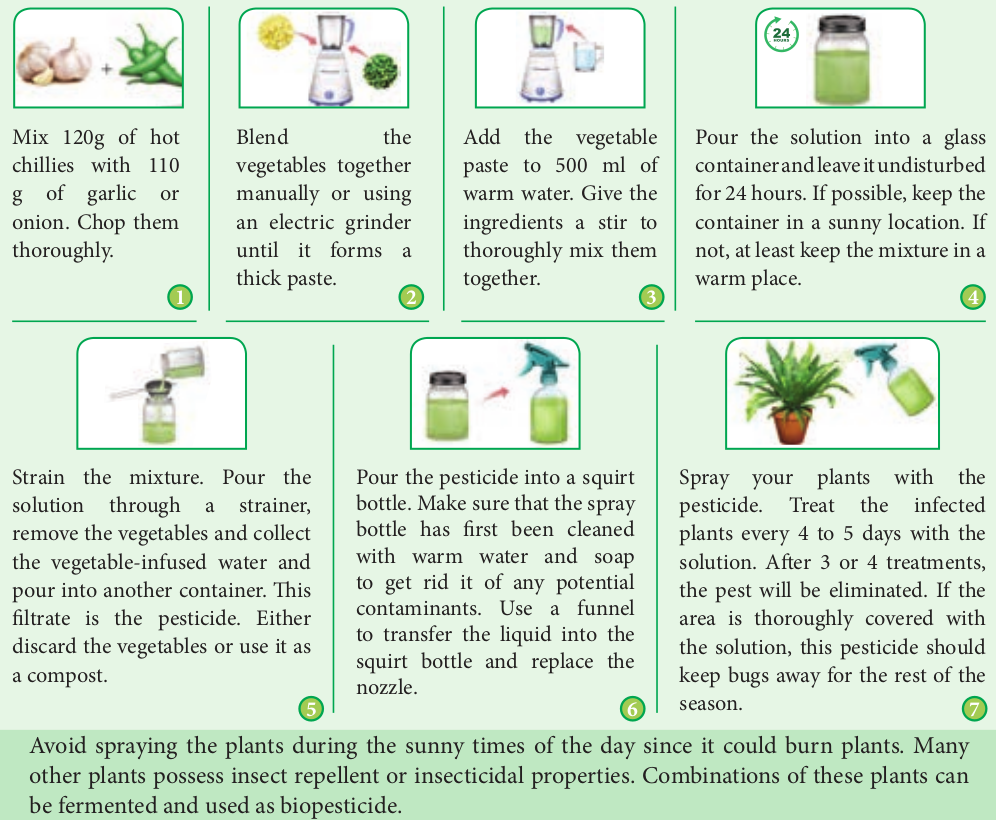 24
HOURS
+
Mix 120g of hot
chillies with 110
g of garlic or
onion. Chop them
thoroughly.
1
Blend the
vegetables together
manually or using
an electric grinder
until it forms a
thick paste.
2
Add the vegetable
paste to 500 ml of
warm water. Give the
ingredients a stir to
thoroughly mix them
together.
3
Pour the solution into a glass
container and leave it undisturbed
for 24 hours. If possible, keep the
container in a sunny location. If
not, at least keep the mixture in a
warm place.
4
Strain the mixture. Pour the
solution through a strainer,
remove the vegetables and collect
the vegetable-infused water and
pour into another container. This
filtrate is the pesticide. Either
discard the vegetables or use it as
a compost.
5
Pour the pesticide into a squirt
bottle. Make sure that the spray
bottle has first been cleaned
with warm water and soap
to get rid it of any potential
contaminants. Use a funnel
to transfer the liquid into the
squirt bottle and replace the
nozzle.
6
Spray your plants with the
pesticide. Treat the infected
plants every 4 to 5 days with the
solution. After 3 or 4 treatments,
the pest will be eliminated. If the
area is thoroughly covered with
the solution, this pesticide should
keep bugs away for the rest of the
season.
7
Avoid spraying the plants during the sunny times of the day since it could burn plants. Many
other plants possess insect repellent or insecticidal properties. Combinations of these plants can
be fermented and used as biopesticide.